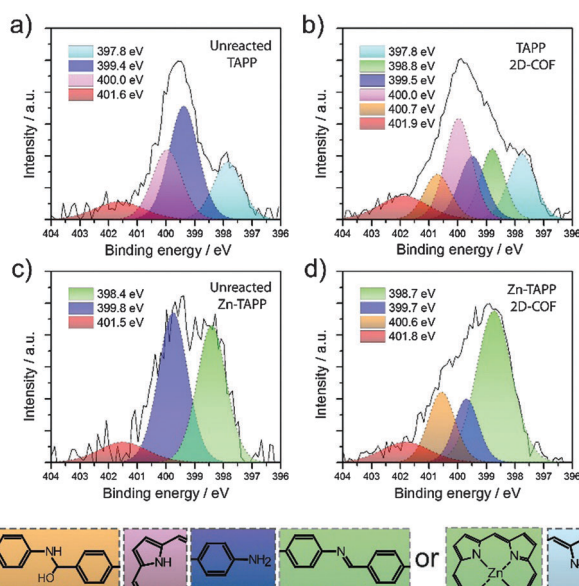 a)
Unreacted
TAPP
397.8 eV
399.4 eV
400.0 eV
401.6 eV
Intensity / a.u.
404 403 402 401 400 399 398 397 396
Binding energy / eV
b)
TAPP
2D-COF
397.8 eV
398.8 eV
399.5 eV
400.0 eV
400.7 eV
401.9 eV
Intensity / a.u.
404 403 402 401 400 399 398 397 396
Binding energy / eV
c)
Unreacted
Zn-TAPP
398.4 eV
399.8 eV
401.5 eV
Intensity / a.u.
404 403 402 401 400 399 398 397 396
Binding energy / eV
d)
Zn-TAPP
2D-COF
398.7 eV
399.7 eV
400.6 eV
401.8 eV
Intensity / a.u.
404 403 402 401 400 399 398 397 396
Binding energy / eV
NH
HO
NH
NH2
N
or
N N
Zn
N